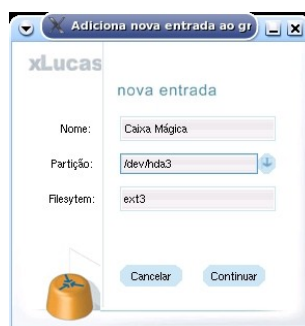 Adiciona nova entrada ao gr
xLucas
nova entrada
Nome: Caixa Mágica
Partição: /dev/hda3
Filesytem: ext3
Cancelar Continuar